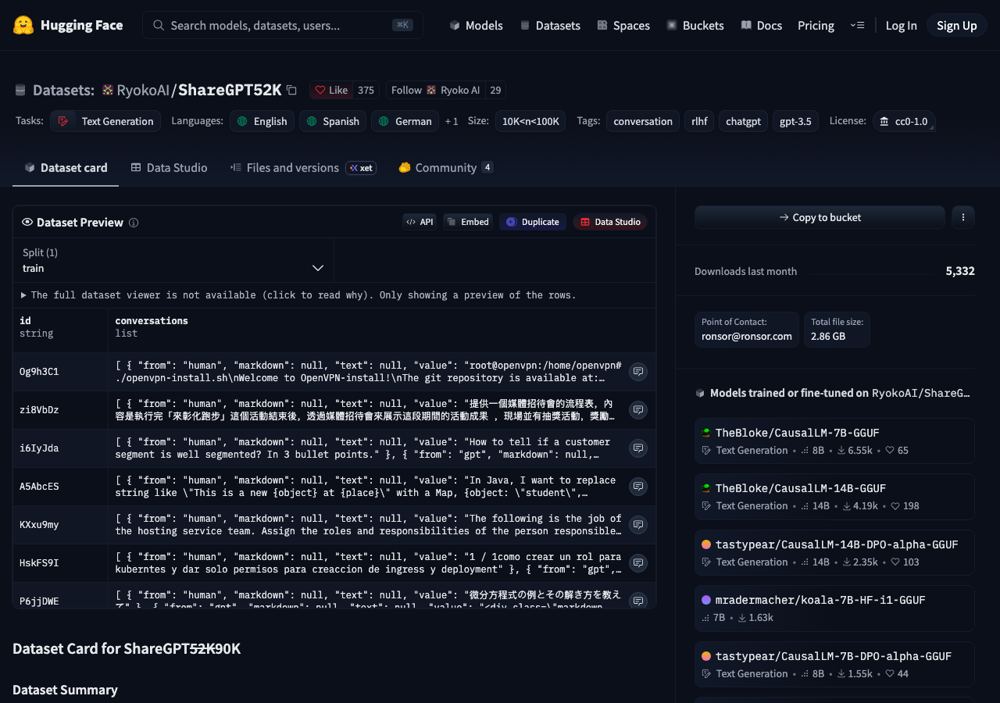 Hugging Face
Search models, datasets, users...
⌘K
Models
Datasets
Spaces
Buckets
Docs
Pricing
Log In
Sign Up
Datasets: RyokoAI/ShareGPT52K
Like 375
Follow Ryoko AI 29
Tasks: Text Generation
Languages: English Spanish German + 1
Size: 10K<n<100K
Tags: conversation rlhf chatgpt gpt-3.5
License: cc0-1.0
Dataset card
Data Studio
Files and versions xet
Community 4
Dataset Preview
API
Embed
Duplicate
Data Studio
Split (1)
train
The full dataset viewer is not available (click to read why). Only showing a preview of the rows.
id
string
conversations
list
Og9h3C1
[ { "from": "human", "markdown": null, "text": null, "value": "root@openvpn:/home/openvpn#
./openvpn-install.sh\nWelcome to OpenVPN-install!\nThe git repository is available at:…
zi8VbDz
[ { "from": "human", "markdown": null, "text": null, "value": "提供一個媒體招待會的流程表，內
容是執行完「來彰化跑步」這個活動結束後，透過媒體招待會來展示這段期間的活動成果 ，現場並有抽獎活動，獎勵…
i6IyJda
[ { "from": "human", "markdown": null, "text": null, "value": "How to tell if a customer
segment is well segmented? In 3 bullet points." }, { "from": "gpt", "markdown": null,…
A5AbcES
[ { "from": "human", "markdown": null, "text": null, "value": "In Java, I want to replace
string like \"This is a new {object} at {place}\" with a Map, {object: \"student\",…
KXxu9my
[ { "from": "human", "markdown": null, "text": null, "value": "The following is the job of
the hosting service team. Assign the roles and responsibilities of the person responsible…
HskFS9I
[ { "from": "human", "markdown": null, "text": null, "value": "1 / 1como crear un rol para
kuberntes y dar solo permisos para creaccion de ingress y deployment" }, { "from": "gpt",…
P6jjDWE
[ { "from": "human", "markdown": null, "text": null, "value": "微分方程式の例とその解き方を教え
て" }, { "from": "gpt", "markdown": null, "text": null, "value": "<div class=\"markdown
Dataset Card for ShareGPT52K90K
Dataset Summary
Copy to bucket
Downloads last month
5,332
Point of Contact:
ronsor@ronsor.com
Total file size:
2.86 GB
Models trained or fine-tuned on RyokoAI/ShareG…
TheBloke/CausalLM-7B-GGUF
Text Generation • 8B • 6.55k • 65
TheBloke/CausalLM-14B-GGUF
Text Generation • 14B • 4.19k • 198
tastypear/CausalLM-14B-DPO-alpha-GGUF
Text Generation • 14B • 2.35k • 103
mradermacher/koala-7B-HF-i1-GGUF
7B • 1.63k
tastypear/CausalLM-7B-DPO-alpha-GGUF
Text Generation • 8B • 1.55k • 44